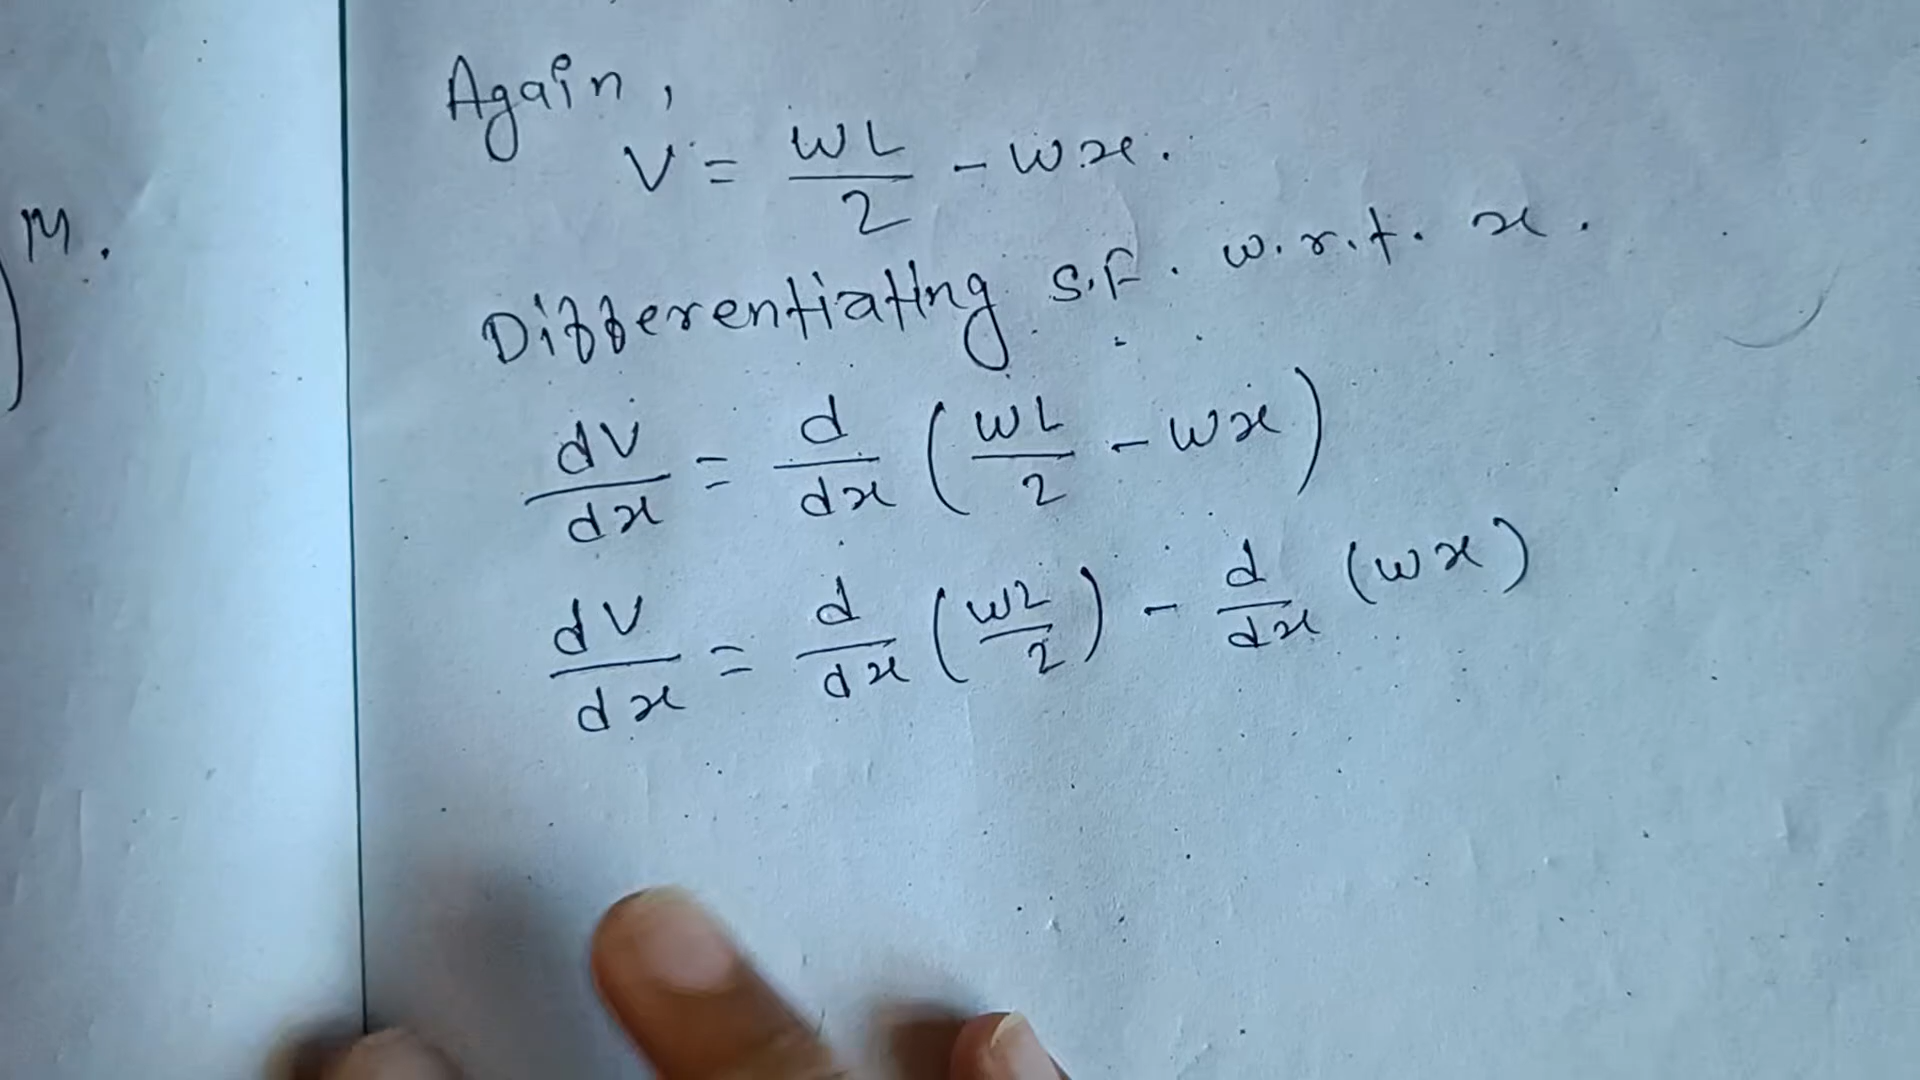 M.
Again,
V = WL/2 - Wx.
Differentiating S.F. w.r.t. x.
dV/dx = d/dx (WL/2 - Wx)
dV/dx = d/dx (WL/2) - d/dx (Wx)